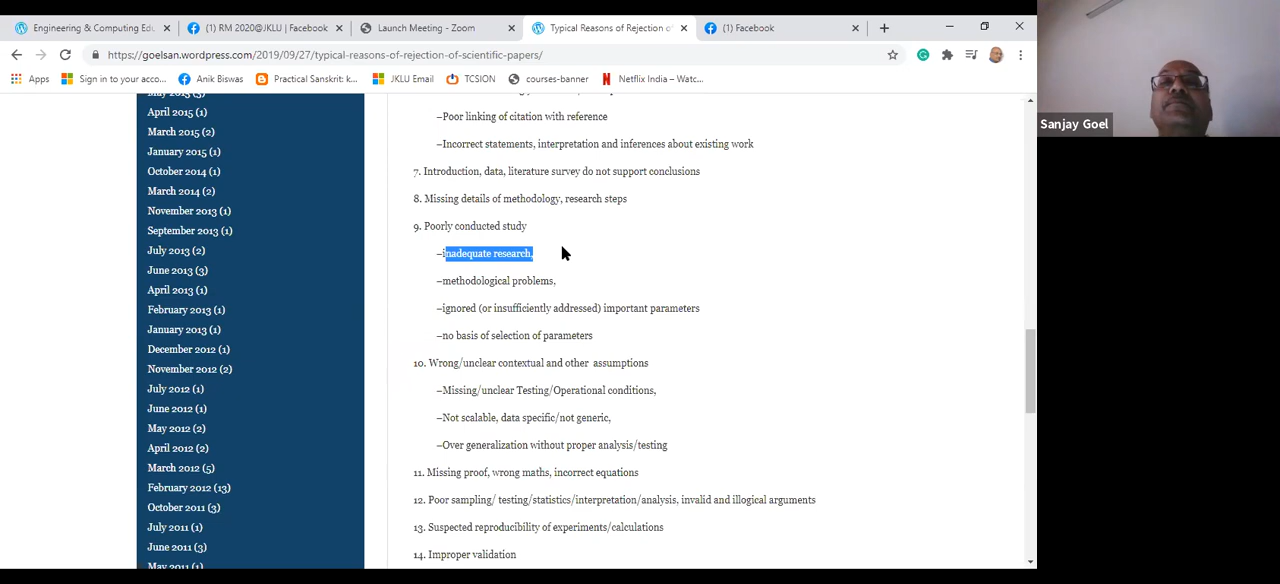 Engineering & Computing Edu
(1) RM 2020@JKLU | Facebook
Launch Meeting - Zoom
Typical Reasons of Rejection of
(1) Facebook
https://goelsan.wordpress.com/2019/09/27/typical-reasons-of-rejection-of-scientific-papers/
Apps
Sign in to your acco...
Anik Biswas
Practical Sanskrit: k...
JKLU Email
TCSION
courses-banner
Netflix India – Watc...
Sanjay Goel
May 2015 (3)
April 2015 (1)
March 2015 (2)
January 2015 (1)
October 2014 (1)
March 2014 (2)
November 2013 (1)
September 2013 (1)
July 2013 (2)
June 2013 (3)
April 2013 (1)
February 2013 (1)
January 2013 (1)
December 2012 (1)
November 2012 (2)
July 2012 (1)
June 2012 (1)
May 2012 (2)
April 2012 (2)
March 2012 (5)
February 2012 (13)
October 2011 (3)
July 2011 (1)
June 2011 (3)
May 2011 (1)
–Poor linking of citation with reference
–Incorrect statements, interpretation and inferences about existing work
7. Introduction, data, literature survey do not support conclusions
8. Missing details of methodology, research steps
9. Poorly conducted study
–inadequate research,
–methodological problems,
–ignored (or insufficiently addressed) important parameters
–no basis of selection of parameters
10. Wrong/unclear contextual and other assumptions
–Missing/unclear Testing/Operational conditions,
–Not scalable, data specific/not generic,
–Over generalization without proper analysis/testing
11. Missing proof, wrong maths, incorrect equations
12. Poor sampling/ testing/statistics/interpretation/analysis, invalid and illogical arguments
13. Suspected reproducibility of experiments/calculations
14. Improper validation